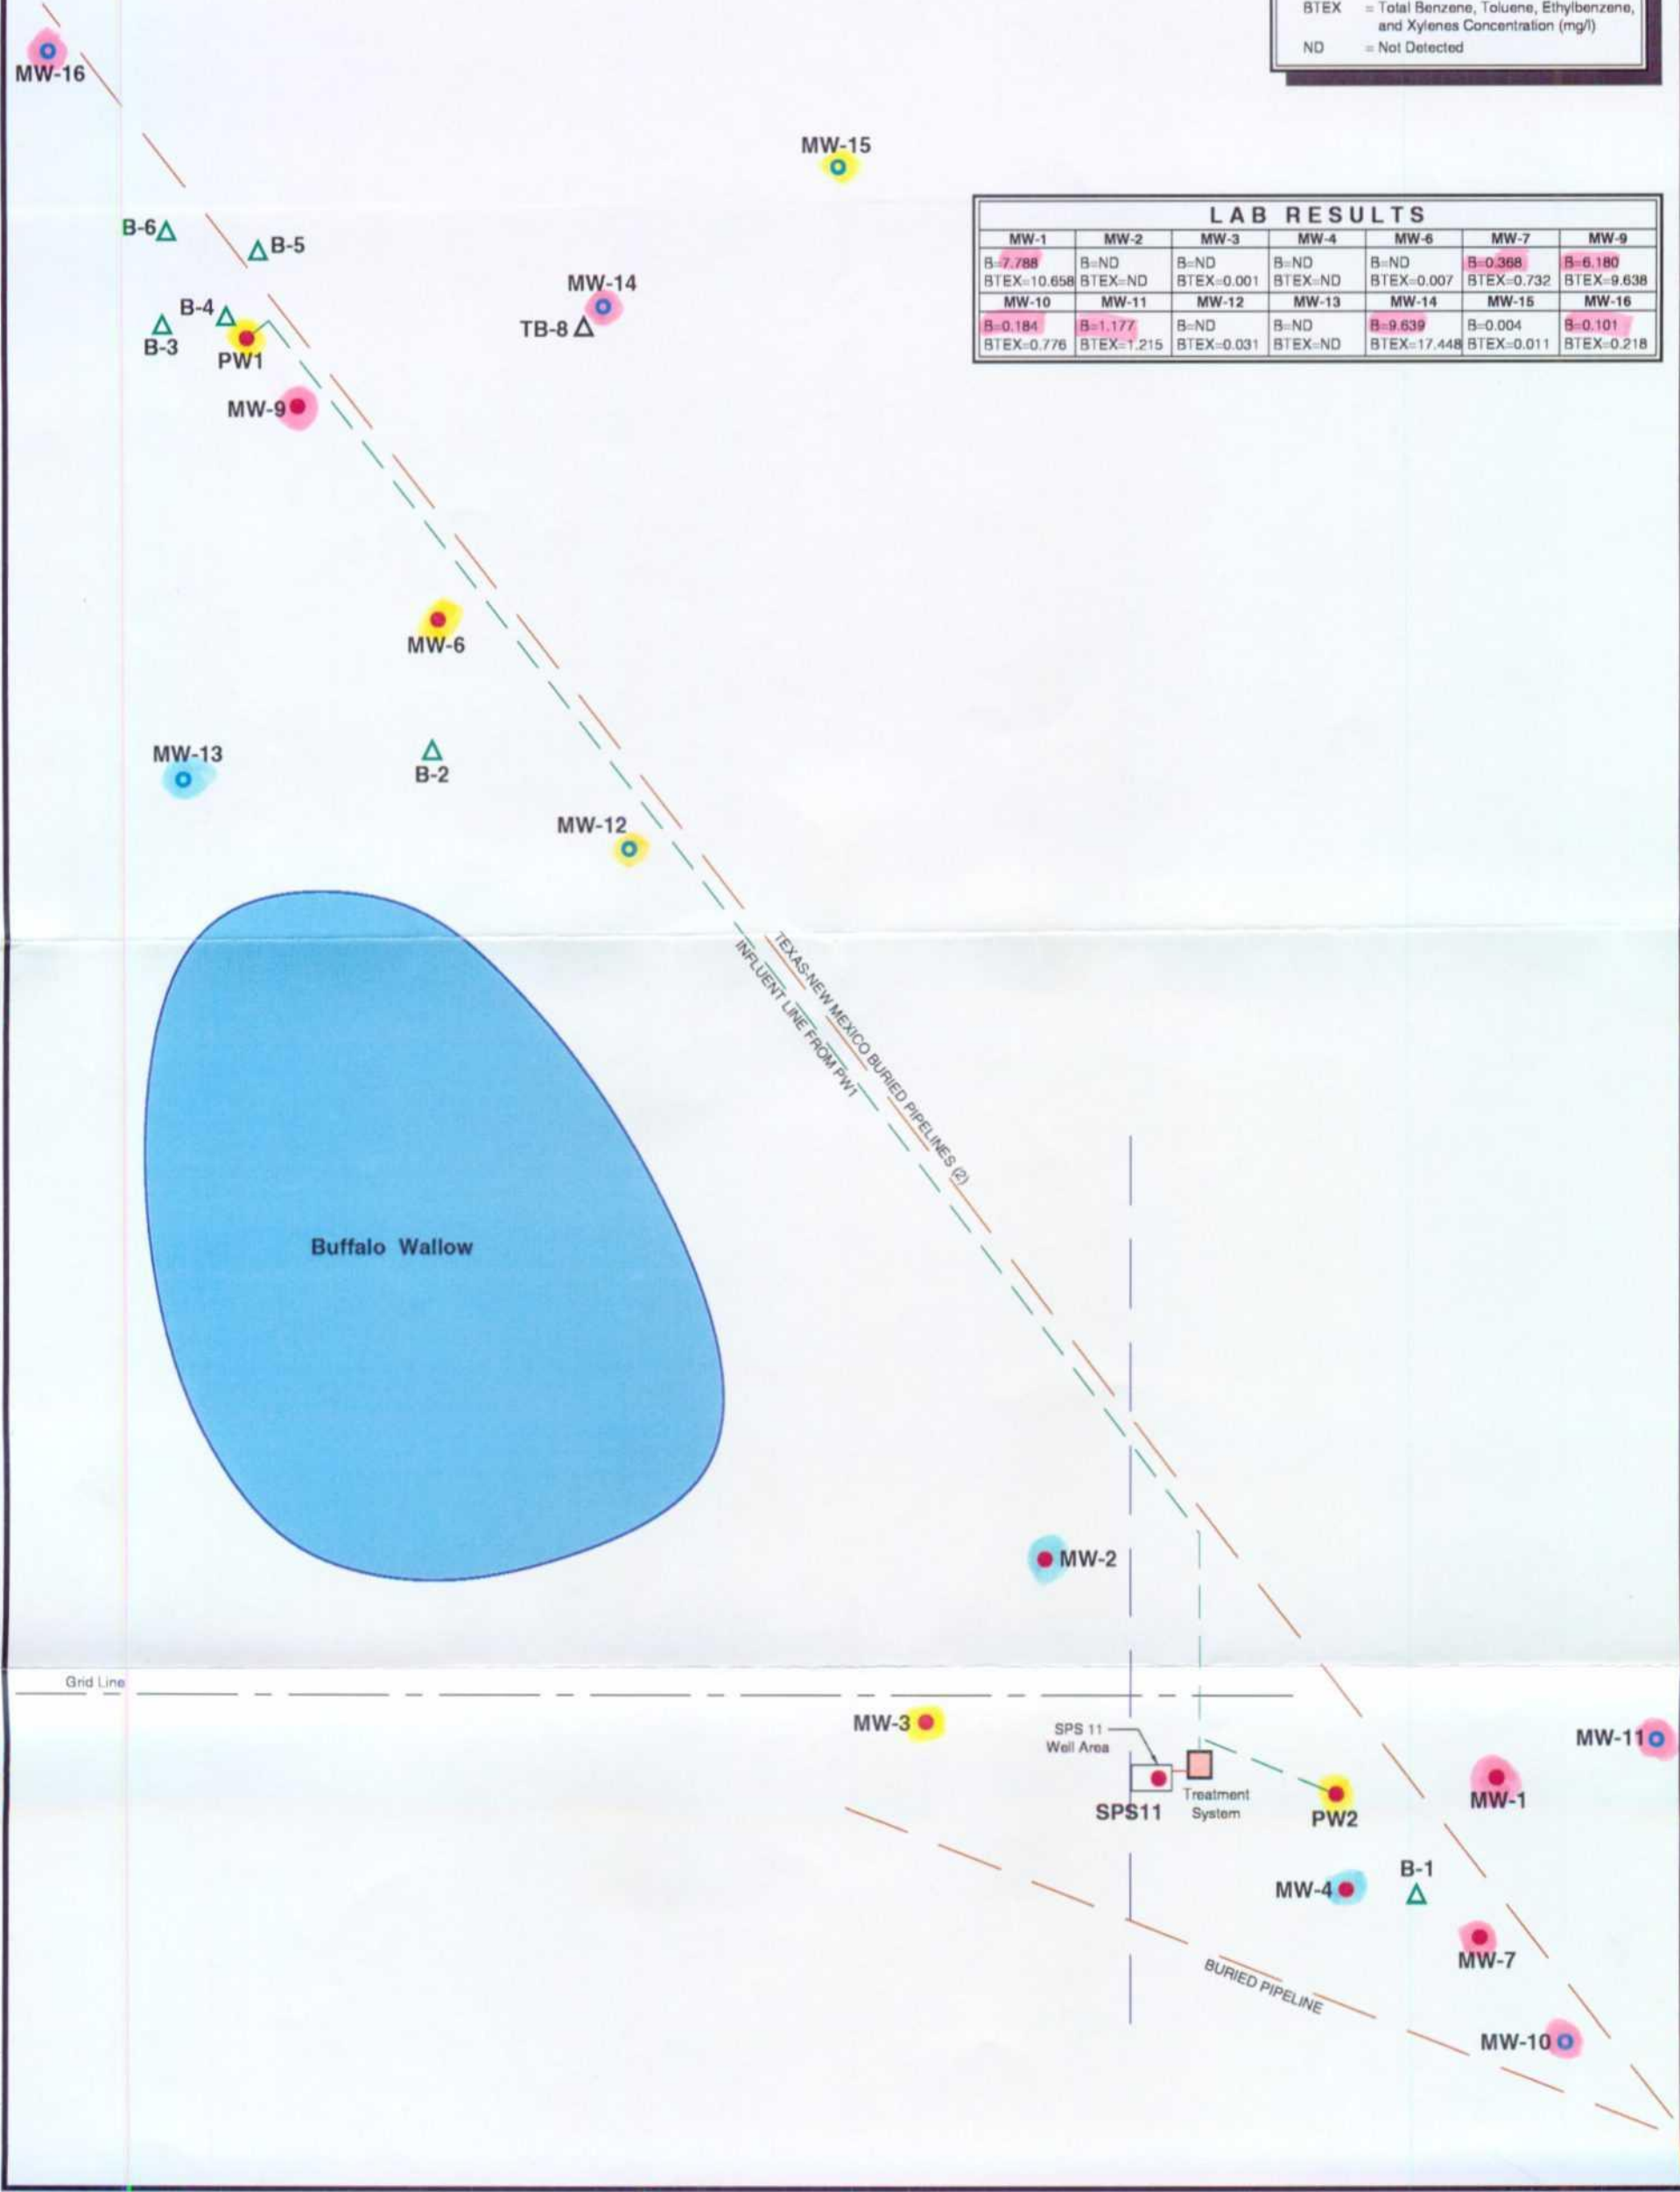 BTEX = Total Benzene, Toluene, Ethylbenzene,
and Xylenes Concentration (mg/l)
ND = Not Detected
MW-16
MW-15
LAB RESULTS
MW-1 MW-2 MW-3 MW-4 MW-6 MW-7 MW-9
B=7.788 B=ND B=ND B=ND B=ND B=0.368 B=6.180
BTEX=10.658 BTEX=ND BTEX=0.001 BTEX=ND BTEX=0.007 BTEX=0.732 BTEX=9.638
MW-10 MW-11 MW-12 MW-13 MW-14 MW-15 MW-16
B=0.184 B=1.177 B=ND B=ND B=9.639 B=0.004 B=0.101
BTEX=0.776 BTEX=1.215 BTEX=0.031 BTEX=ND BTEX=17.448 BTEX=0.011 BTEX=0.218
B-6
B-5
MW-14
TB-8
B-4
B-3
PW1
MW-9
MW-6
MW-13
B-2
MW-12
TEXAS-NEW MEXICO BURIED PIPELINES (2)
INFLUENT LINE FROM PW1
Buffalo Wallow
MW-2
Grid Line
MW-3
SPS 11
Well Area
MW-11
SPS11
Treatment
System
PW2
MW-1
MW-4
B-1
MW-7
BURIED PIPELINE
MW-10